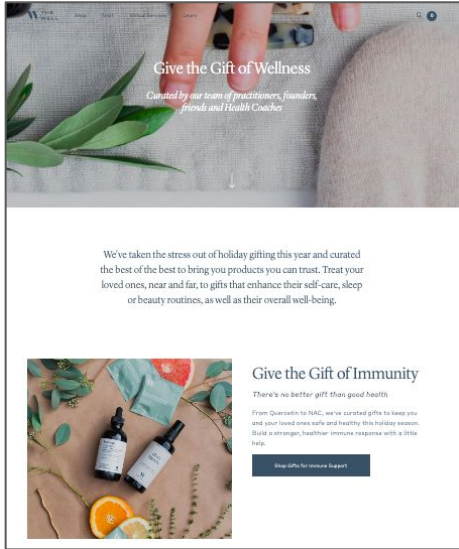 THE
WELL
Shop
Learn
0
Give the Gift of Wellness
Curated by our team of practitioners, founders,
friends and Health Coaches
We've taken the stress out of holiday gifting this year and curated
the best of the best to bring you products you can trust. Treat your
loved ones, near and far, to gifts that enhance their self-care, sleep
or beauty routines, as well as their overall well-being.
Give the Gift of Immunity
There's no better gift than good health
From Quercetin to NAC, we've curated gifts to keep you
and your loved ones safe and healthy this holiday season.
Build a stronger, healthier immune response with a little
help.
Shop Gifts for Immune Support